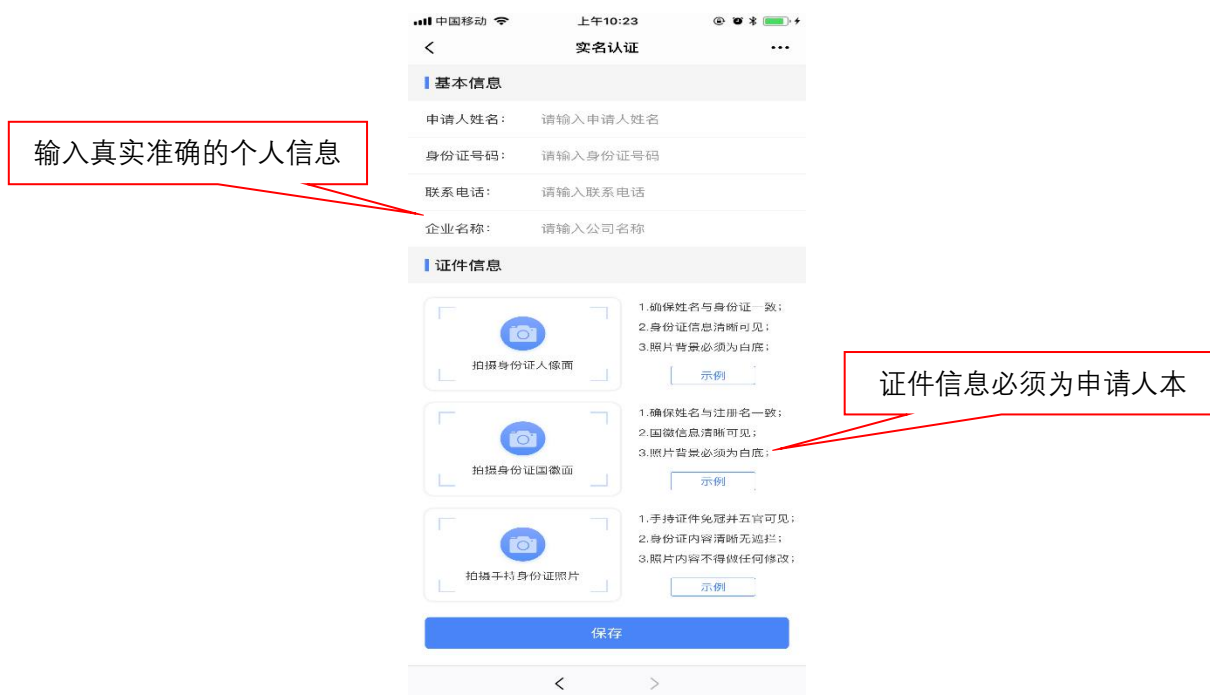 中国移动 上午10:23
实名认证
基本信息
申请人姓名： 请输入申请人姓名
身份证号码： 请输入身份证号码
联系电话： 请输入联系电话
企业名称： 请输入公司名称
输入真实准确的个人信息
证件信息
拍摄身份证人像面
1.确保姓名与身份证一致；
2.身份证信息清晰可见；
3.照片背景必须为白底；
示例
拍摄身份证国徽面
1.确保姓名与注册名一致；
2.国徽信息清晰可见；
3.照片背景必须为白底；
示例
证件信息必须为申请人本
拍摄手持身份证照片
1.手持证件免冠并五官可见；
2.身份证内容清晰无遮拦；
3.照片内容不得做任何修改；
示例
保存